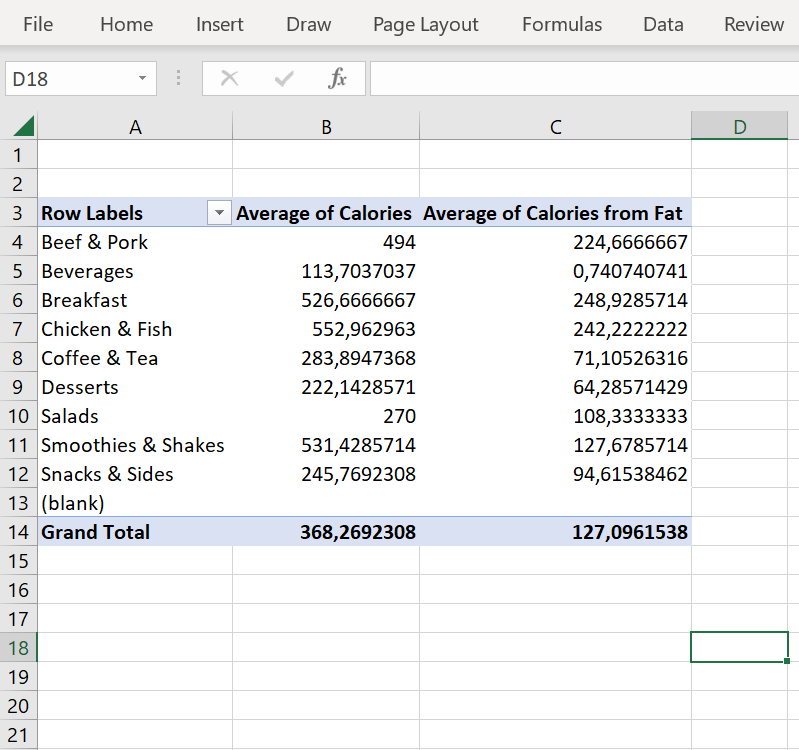 File Home Insert Draw Page Layout Formulas Data Review
D18 fx
A B C D
1
2
3 Row Labels Average of Calories Average of Calories from Fat
4 Beef & Pork 494 224,6666667
5 Beverages 113,7037037 0,740740741
6 Breakfast 526,6666667 248,9285714
7 Chicken & Fish 552,962963 242,2222222
8 Coffee & Tea 283,8947368 71,10526316
9 Desserts 222,1428571 64,28571429
10 Salads 270 108,3333333
11 Smoothies & Shakes 531,4285714 127,6785714
12 Snacks & Sides 245,7692308 94,61538462
13 (blank)
14 Grand Total 368,2692308 127,0961538
15
16
17
18
19
20
21